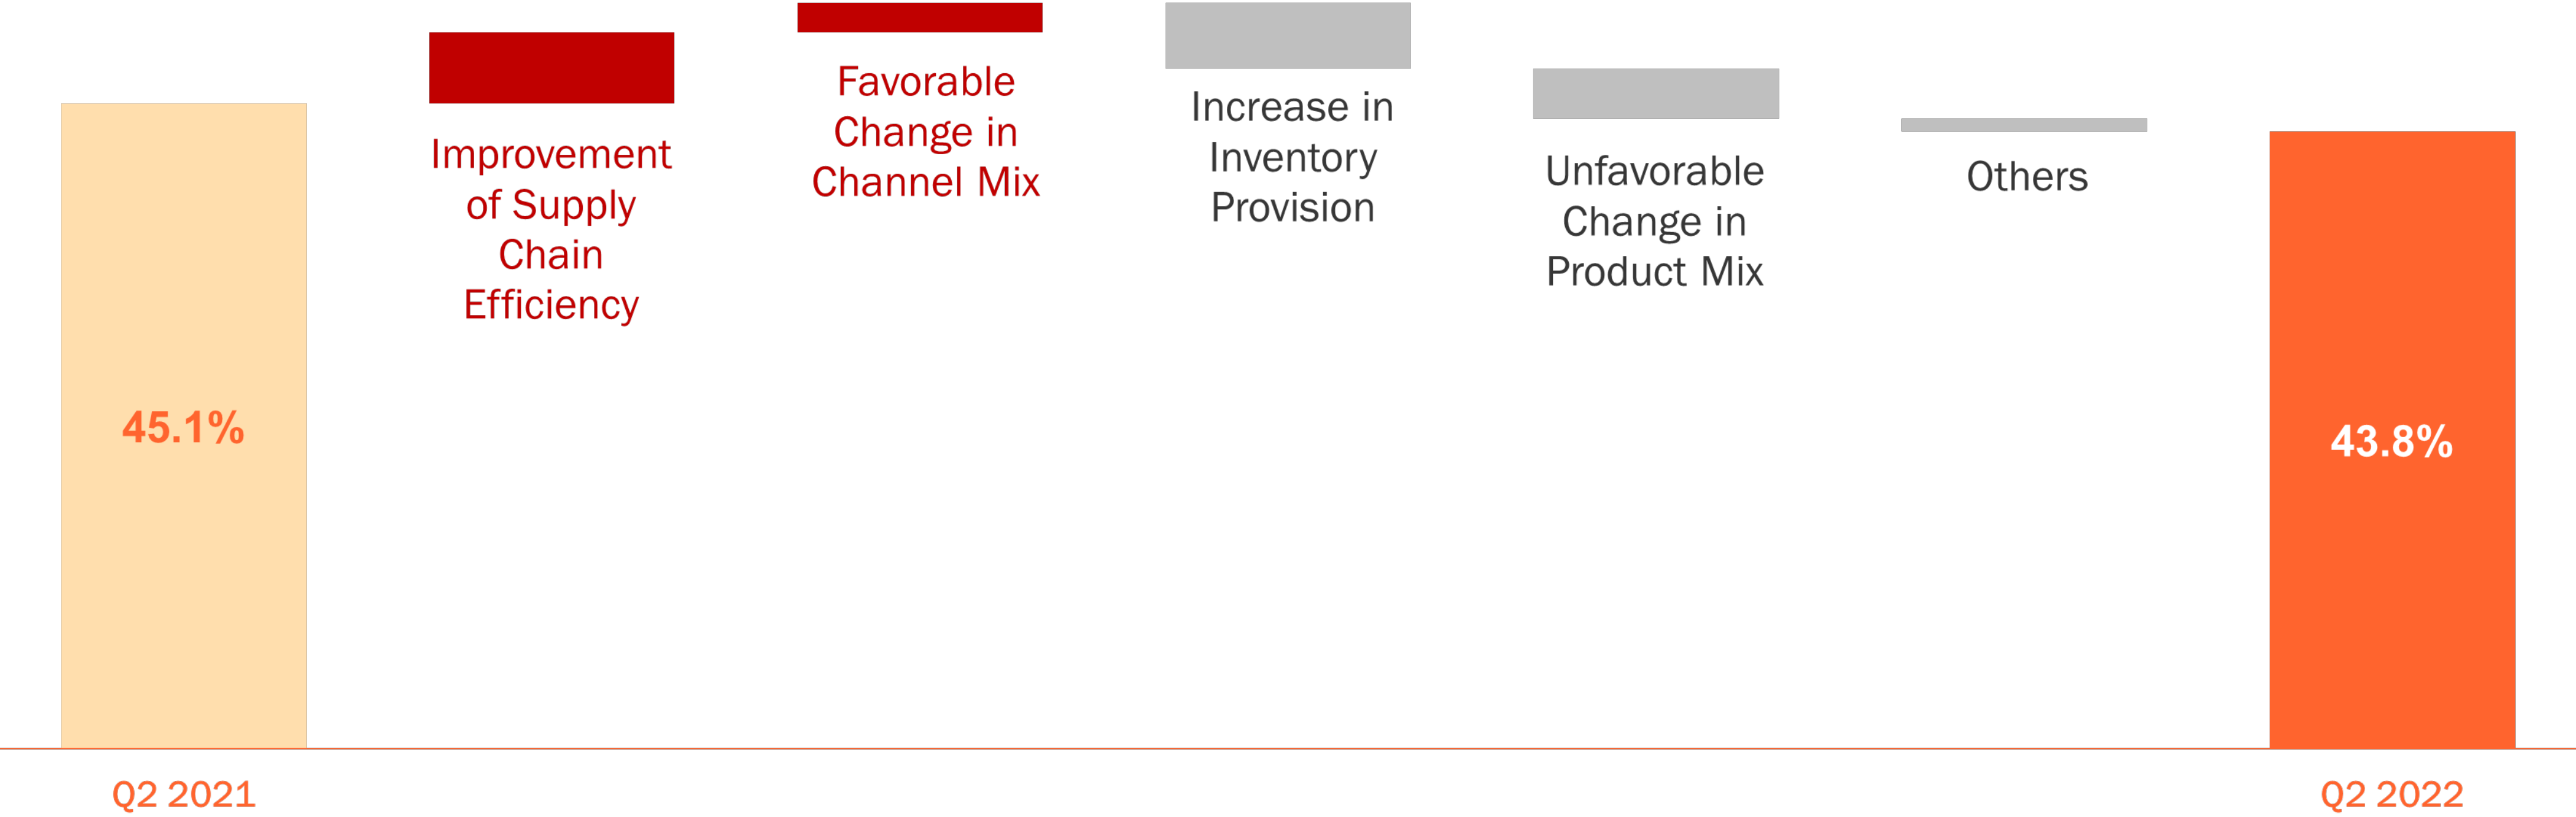 45.1%
Q2 2021
Improvement
of Supply
Chain
Efficiency
Favorable
Change in
Channel Mix
Increase in
Inventory
Provision
Unfavorable
Change in
Product Mix
Others
43.8%
Q2 2022